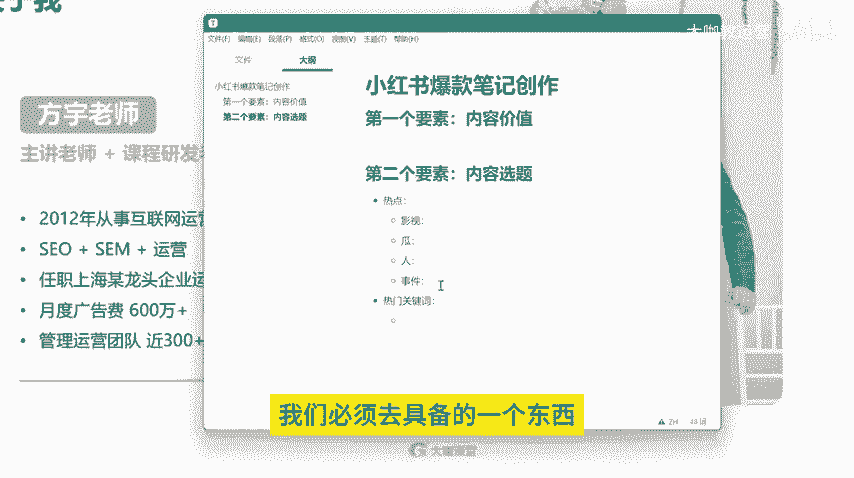 方宇老师
主讲老师 + 课程研发
• 2012年从事互联网运营
• SEO + SEM + 运营
• 任职上海某龙头企业运
• 月度广告费 600万+
• 管理运营团队 近300+
文件(F) 编辑(E) 段落(P) 格式(O) 视图(V) 主题(T) 帮助(H)
文件 大纲
小红书爆款笔记创作
第一个要素：内容价值
第二个要素：内容选题
小红书爆款笔记创作
第一个要素：内容价值
第二个要素：内容选题
• 热点：
影视：
瓜：
人：
事件：
• 热门关键词：
我们必须去具备的一个东西
48 词